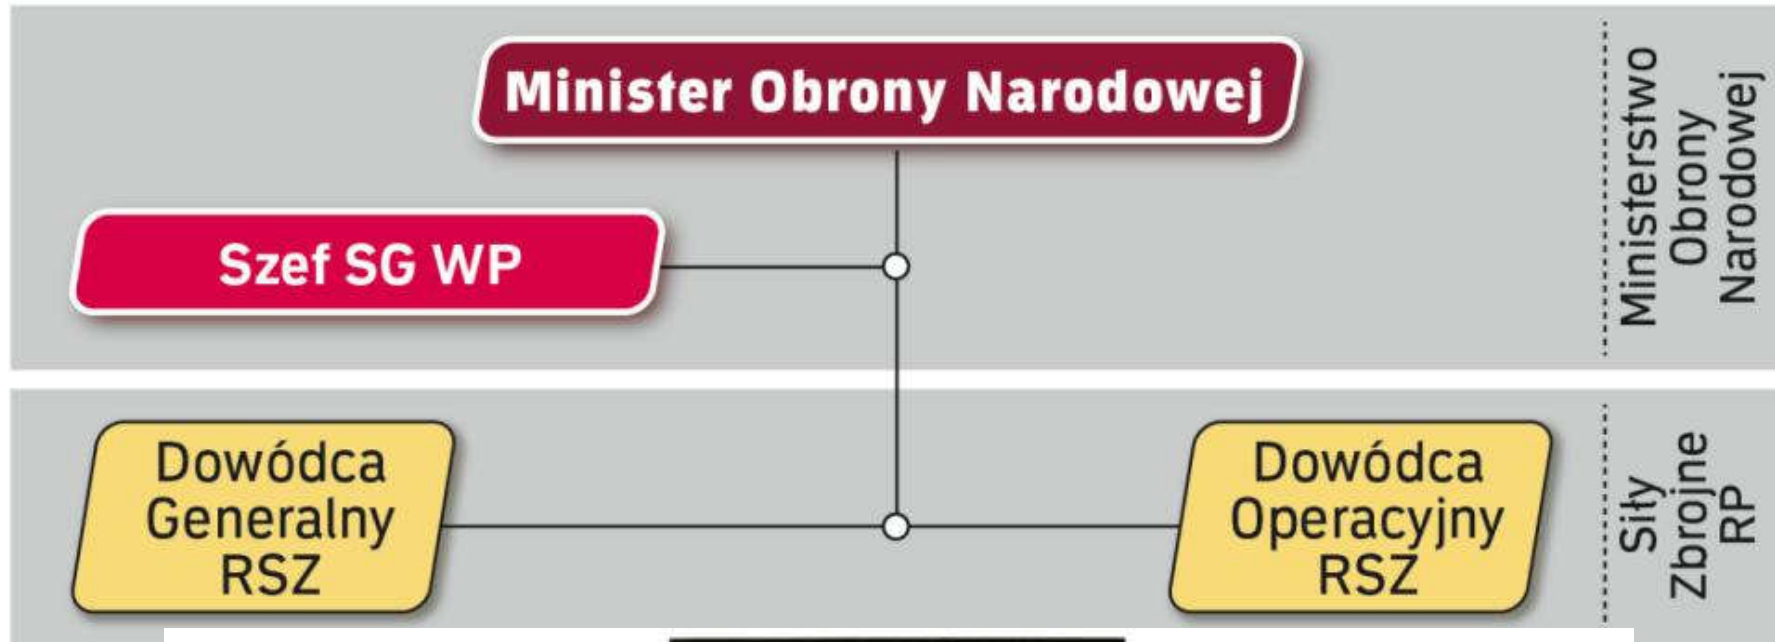 Minister Obrony Narodowej
Szef SG WP
Ministerstwo
Obrony
Narodowej
Dowódca
Generalny
RSZ
Dowódca
Operacyjny
RSZ
Siły
Zbrojne
RP